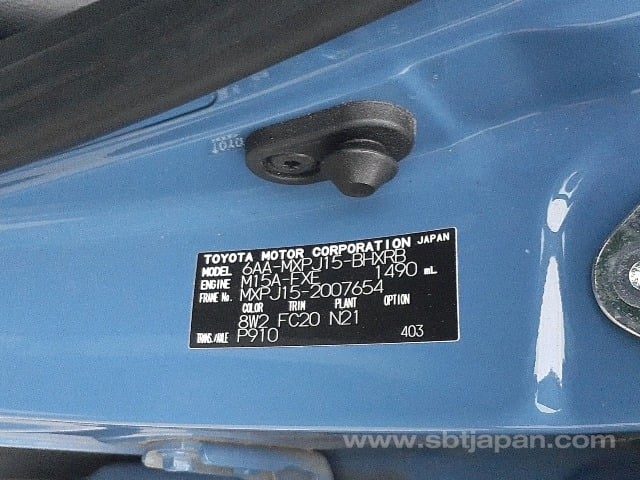 TOYOTA MOTOR CORPORATION JAPAN
MODEL 6AA-MXPJ15-BHXRB
ENGINE M15A-FXE 1490 mL
FRAME No. MXPJ15-2007654
COLOR TRIM PLANT OPTION
8W2 FC20 N21
TRANS./AXLE P910 403
www.sbtjapan.com